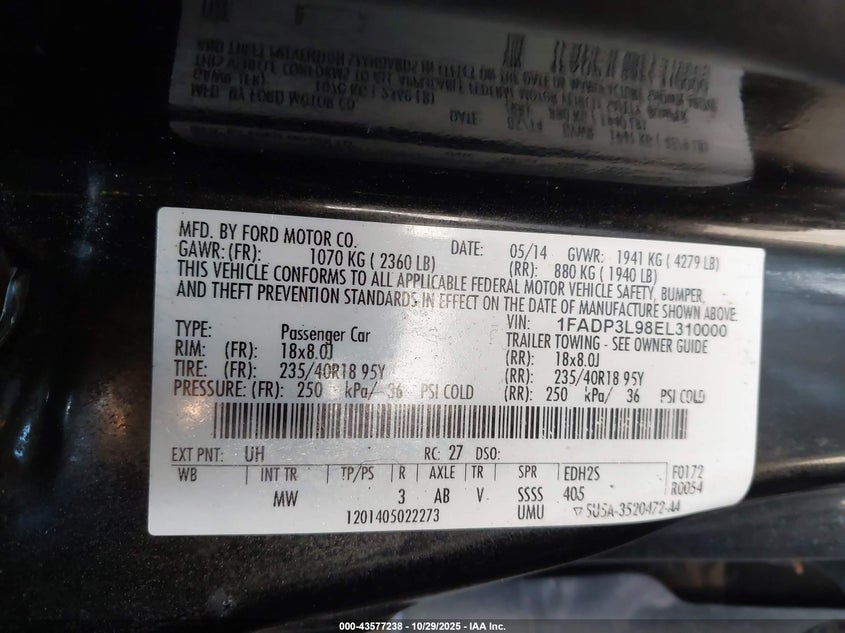 MFD. BY FORD MOTOR CO. DATE: 05/14 GVWR: 1941 KG ( 4279 LB)
GAWR: (FR): 1070 KG ( 2360 LB) (RR): 880 KG ( 1940 LB)
THIS VEHICLE CONFORMS TO ALL APPLICABLE FEDERAL MOTOR VEHICLE SAFETY, BUMPER,
AND THEFT PREVENTION STANDARDS IN EFFECT ON THE DATE OF MANUFACTURE SHOWN ABOVE.
VIN: 1FADP3L98EL310000
TYPE: Passenger Car TRAILER TOWING - SEE OWNER GUIDE
RIM: (FR): 18x8.0J (RR): 18x8.0J
TIRE: (FR): 235/40R18 95Y (RR): 235/40R18 95Y
PRESSURE: (FR): 250 kPa/ 36 PSI COLD (RR): 250 kPa/ 36 PSI COLD
EXT PNT: UH RC: 27 DSO:
WB INT TR TP/PS R AXLE TR SPR EDH2S F0172
MW 3 AB V SSSS 405 R0054
1201405022273 UMU 5U5A-3520472-AA
000-43577238 - 10/29/2025 - IAA Inc.